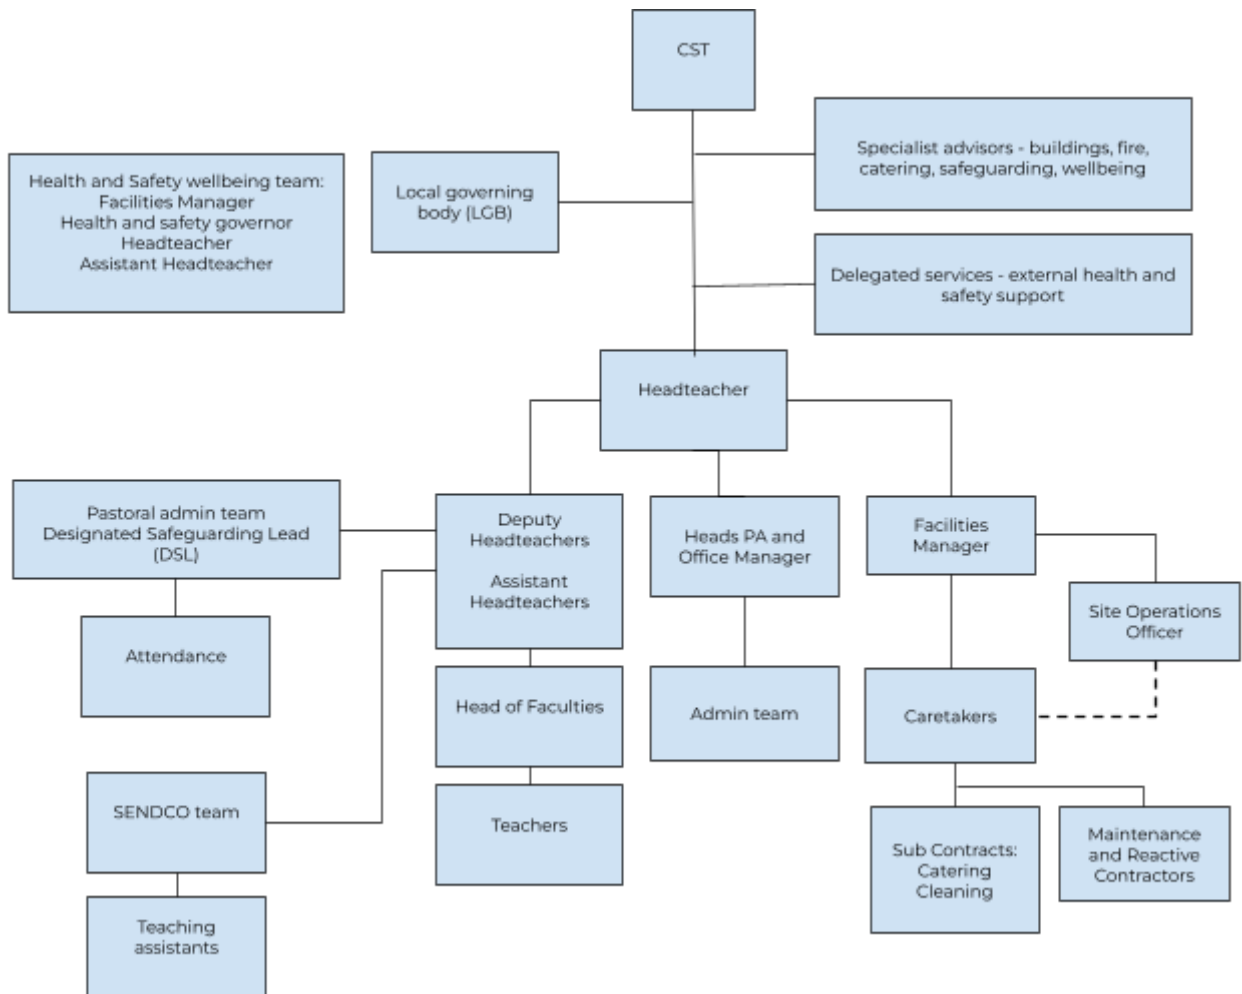 CST
Specialist advisors - buildings, fire,
catering, safeguarding, wellbeing
Health and Safety wellbeing team:
Facilities Manager
Health and safety governor
Headteacher
Assistant Headteacher
Local governing
body (LGB)
Delegated services - external health and
safety support
Headteacher
Pastoral admin team
Designated Safeguarding Lead
(DSL)
Deputy
Headteachers
Assistant
Headteachers
Heads PA and
Office Manager
Facilities
Manager
Site Operations
Officer
Attendance
Head of Faculties
Admin team
Caretakers
SENDCO team
Teachers
Sub Contracts:
Catering
Cleaning
Maintenance
and Reactive
Contractors
Teaching
assistants